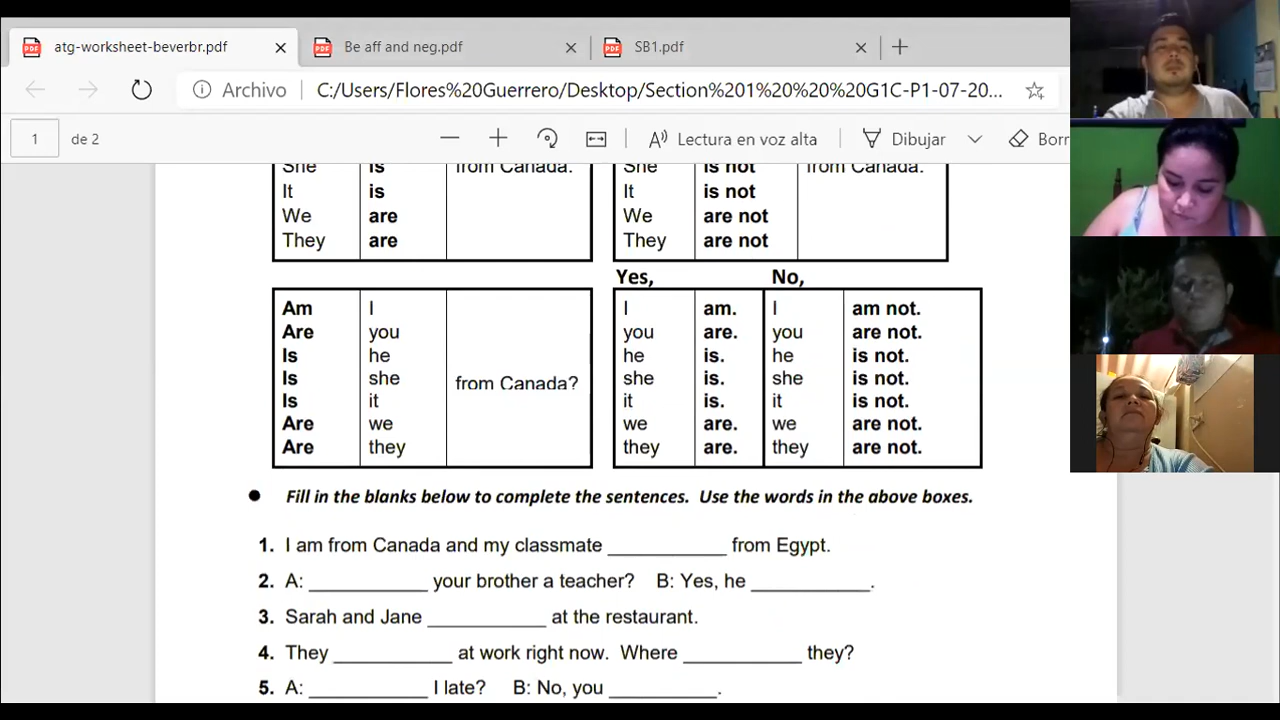 atg-worksheet-beverbr.pdf
Be aff and neg.pdf
SB1.pdf
Archivo
C:/Users/Flores%20Guerrero/Desktop/Section%201%20%20%20G1C-P1-07-20...
1 de 2
Lectura en voz alta
Dibujar
Borr
She is from Canada.
It is
We are
They are
She is not from Canada.
It is not
We are not
They are not
Yes, No,
Am I
Are you
Is he
Is she from Canada?
Is it
Are we
Are they
I am. I am not.
you are. you are not.
he is. he is not.
she is. she is not.
it is. it is not.
we are. we are not.
they are. they are not.
● Fill in the blanks below to complete the sentences. Use the words in the above boxes.
1. I am from Canada and my classmate ___________ from Egypt.
2. A: ___________ your brother a teacher? B: Yes, he ___________.
3. Sarah and Jane ___________ at the restaurant.
4. They ___________ at work right now. Where ___________ they?
5. A: ___________ I late? B: No, you __________.